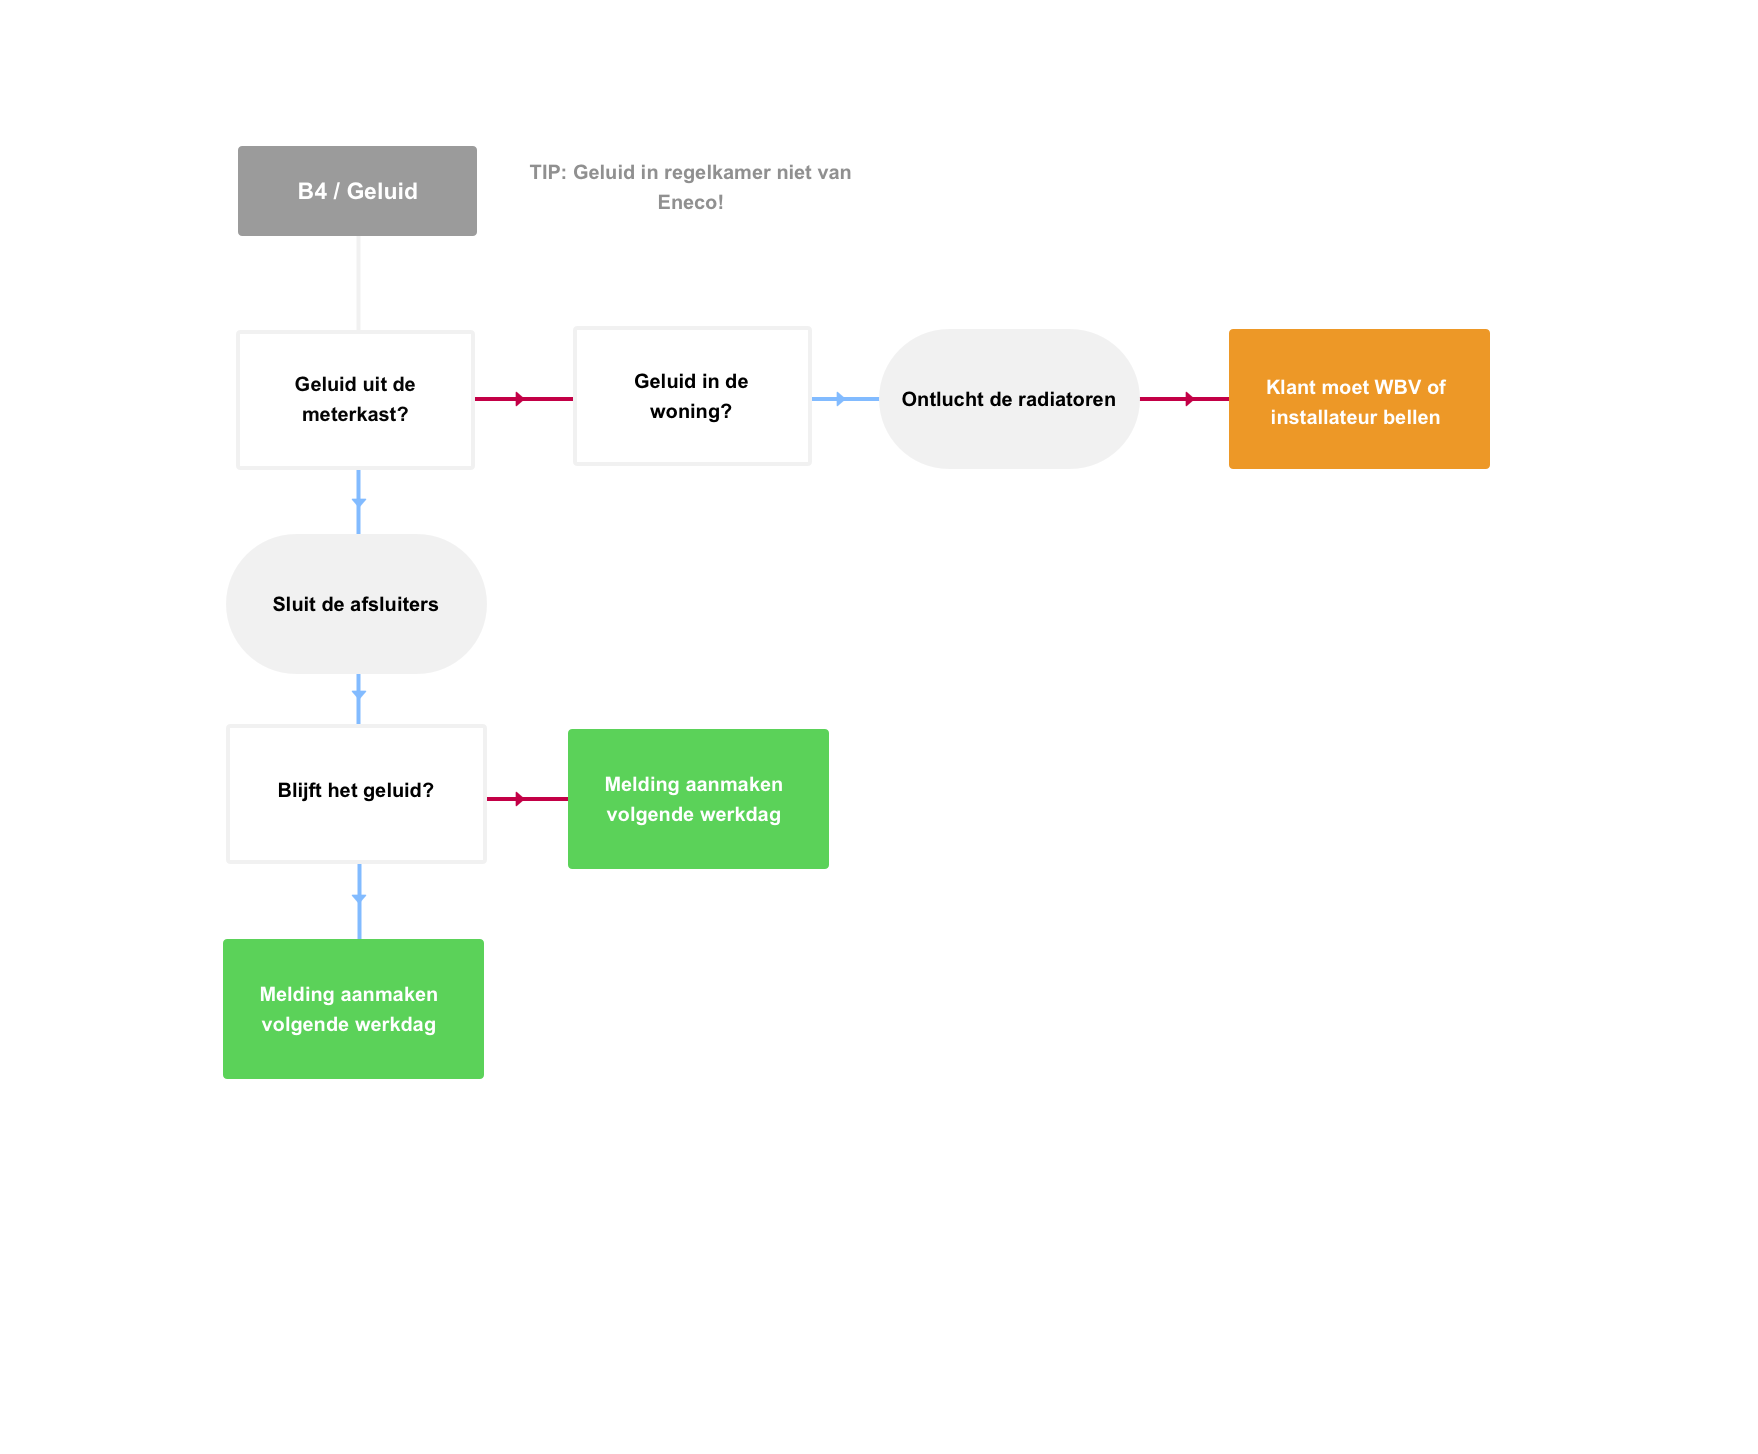 B4 / Geluid
TIP: Geluid in regelkamer niet van
Eneco!
Geluid uit de
meterkast?
Geluid in de
woning?
Ontlucht de radiatoren
Klant moet WBV of
installateur bellen
Sluit de afsluiters
Blijft het geluid?
Melding aanmaken
volgende werkdag
Melding aanmaken
volgende werkdag